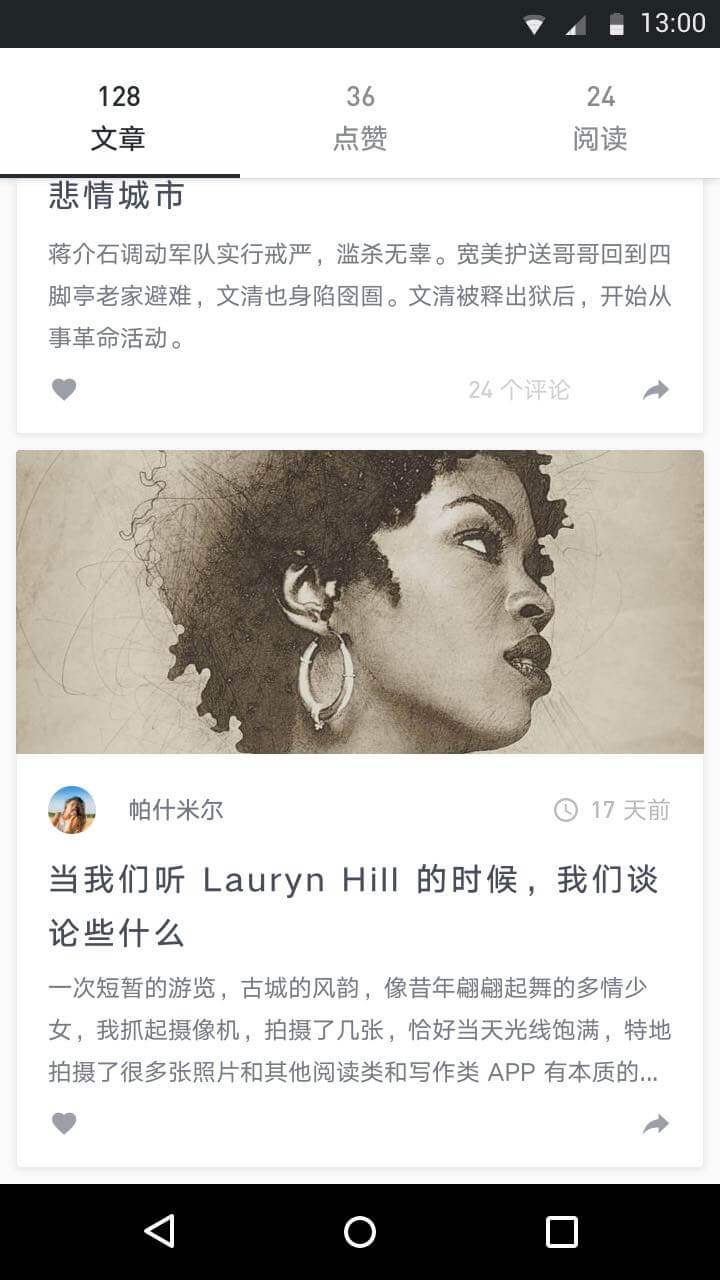 13:00
128
36
24
文章
点赞
阅读
悲情城市
蒋介石调动军队实行戒严，滥杀无辜。宽美护送哥哥回到四
脚亭老家避难，文清也身陷囹圄。文清被释出狱后，开始从
事革命活动。
24 个评论
帕什米尔
17 天前
当我们听 Lauryn Hill 的时候，我们谈
论些什么
一次短暂的游览，古城的风韵，像昔年翩翩起舞的多情少
女，我抓起摄像机，拍摄了几张，恰好当天光线饱满，特地
拍摄了很多张照片和其他阅读类和写作类 APP 有本质的...